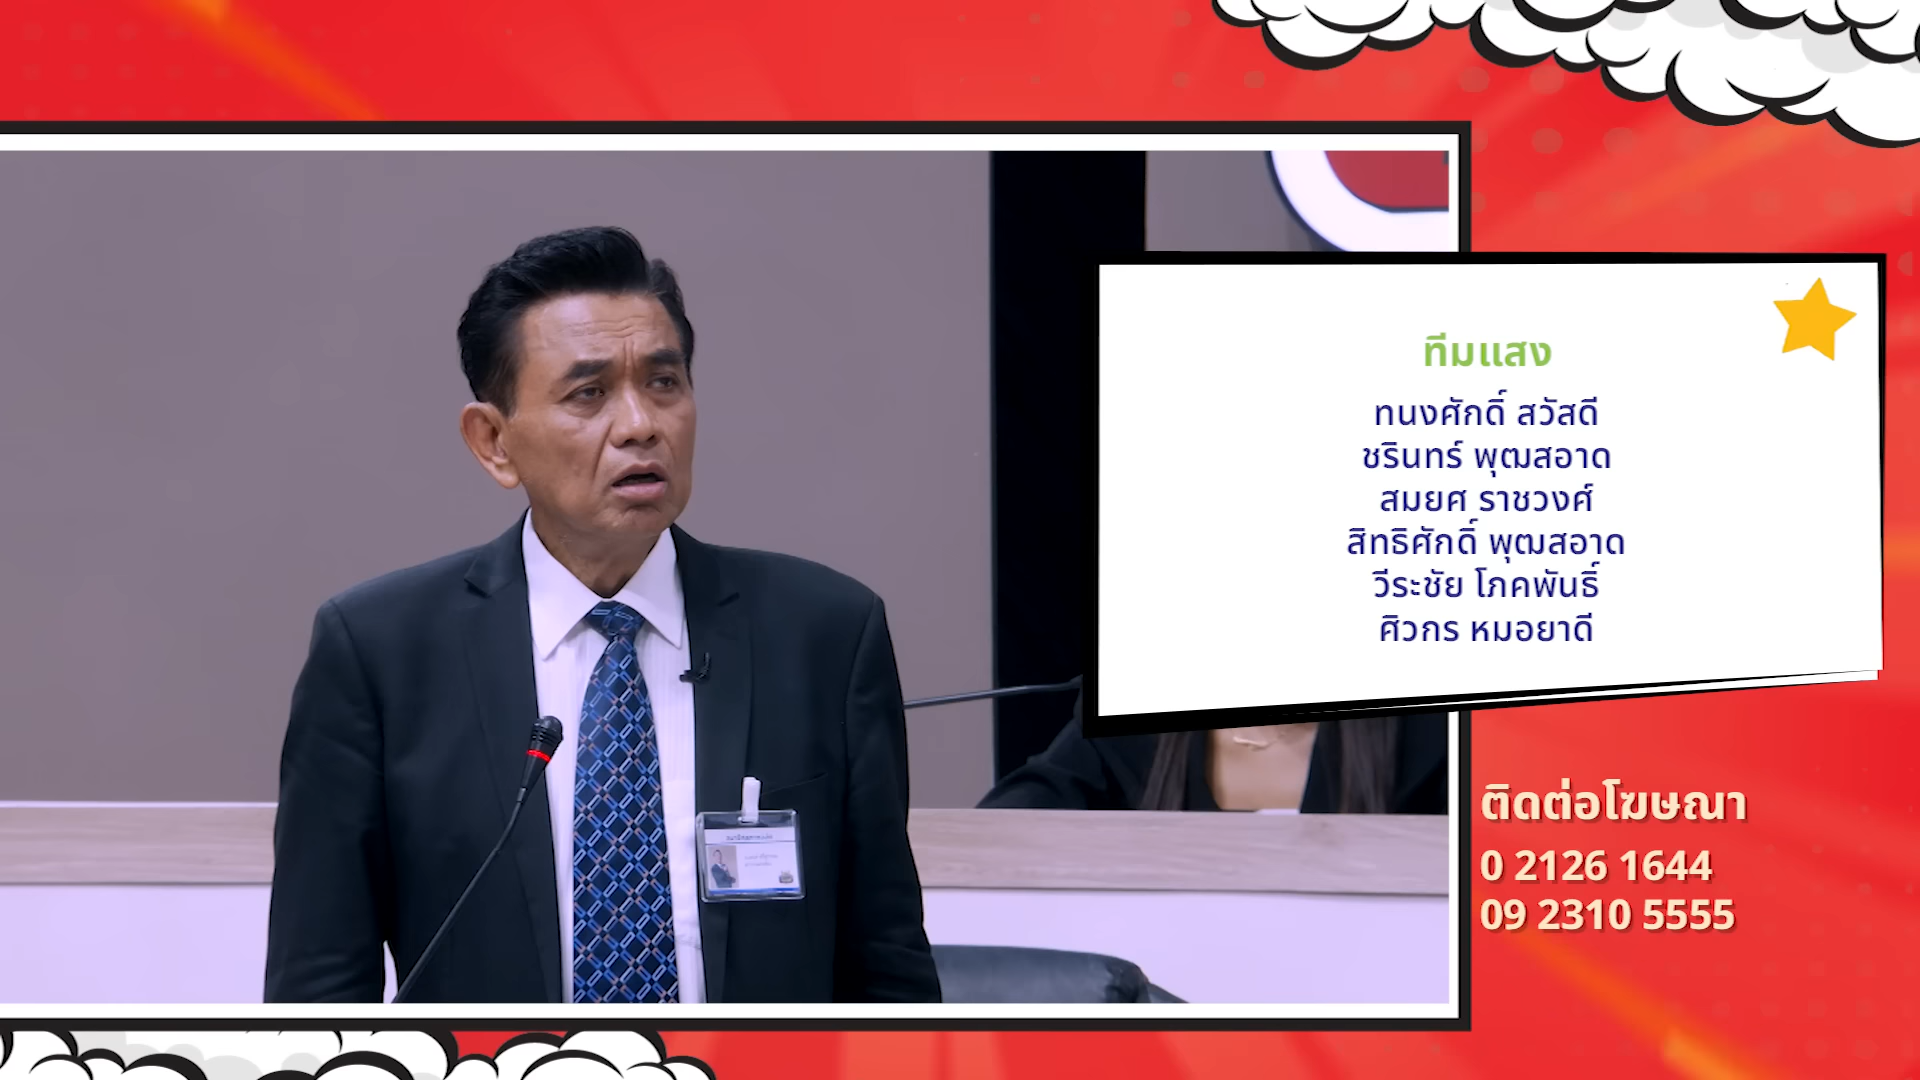 ทีมแสง
ทนงศักดิ์ สวัสดี
ชรินทร์ พุฒสอาด
สมยศ ราชวงศ์
สิทธิศักดิ์ พุฒสอาด
วีระชัย โภคพันธิ์
ศิวกร หมอยาดี
ติดต่อโฆษณา
0 2126 1644
09 2310 5555